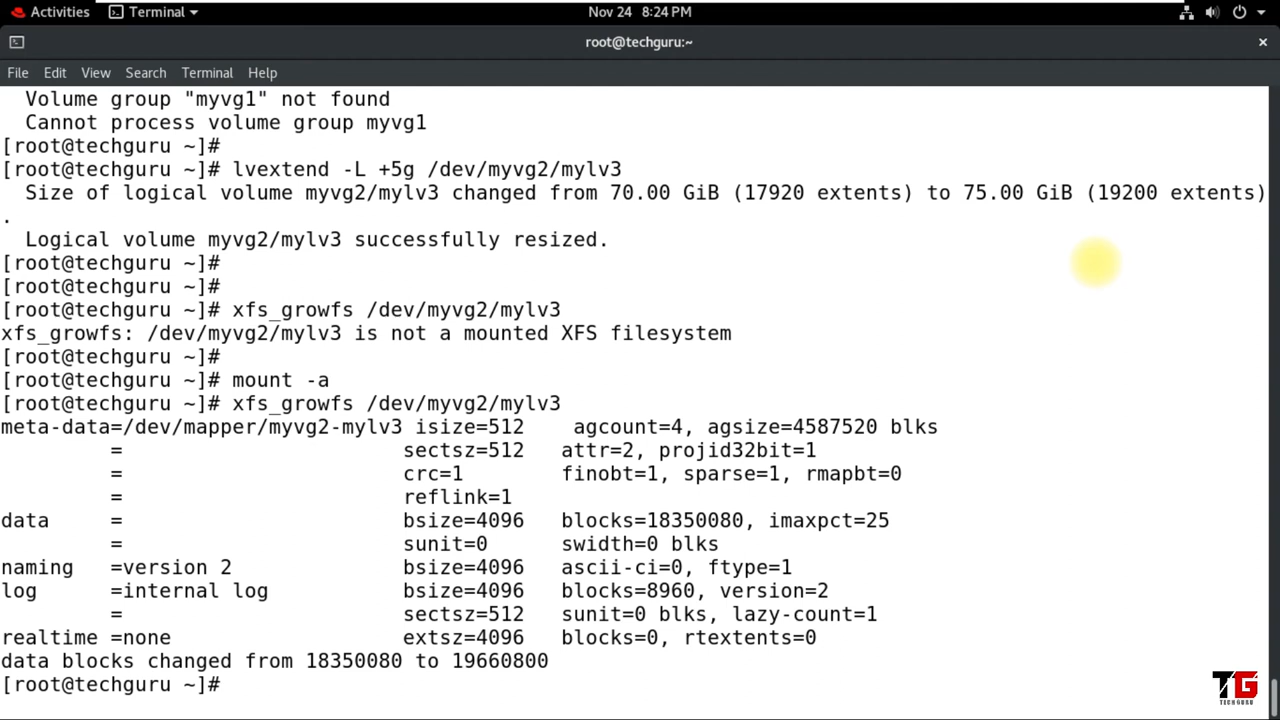 Activities Terminal Nov 24 8:24 PM
root@techguru:~ ×
File Edit View Search Terminal Help
Volume group "myvg1" not found
Cannot process volume group myvg1
[root@techguru ~]#
[root@techguru ~]# lvextend -L +5g /dev/myvg2/mylv3
Size of logical volume myvg2/mylv3 changed from 70.00 GiB (17920 extents) to 75.00 GiB (19200 extents)
.
Logical volume myvg2/mylv3 successfully resized.
[root@techguru ~]#
[root@techguru ~]#
[root@techguru ~]# xfs_growfs /dev/myvg2/mylv3
xfs_growfs: /dev/myvg2/mylv3 is not a mounted XFS filesystem
[root@techguru ~]#
[root@techguru ~]# mount -a
[root@techguru ~]# xfs_growfs /dev/myvg2/mylv3
meta-data=/dev/mapper/myvg2-mylv3 isize=512 agcount=4, agsize=4587520 blks
= sectsz=512 attr=2, projid32bit=1
= crc=1 finobt=1, sparse=1, rmapbt=0
= reflink=1
data = bsize=4096 blocks=18350080, imaxpct=25
= sunit=0 swidth=0 blks
naming =version 2 bsize=4096 ascii-ci=0, ftype=1
log =internal log bsize=4096 blocks=8960, version=2
= sectsz=512 sunit=0 blks, lazy-count=1
realtime =none extsz=4096 blocks=0, rtextents=0
data blocks changed from 18350080 to 19660800
[root@techguru ~]#
TG
TECH GURU